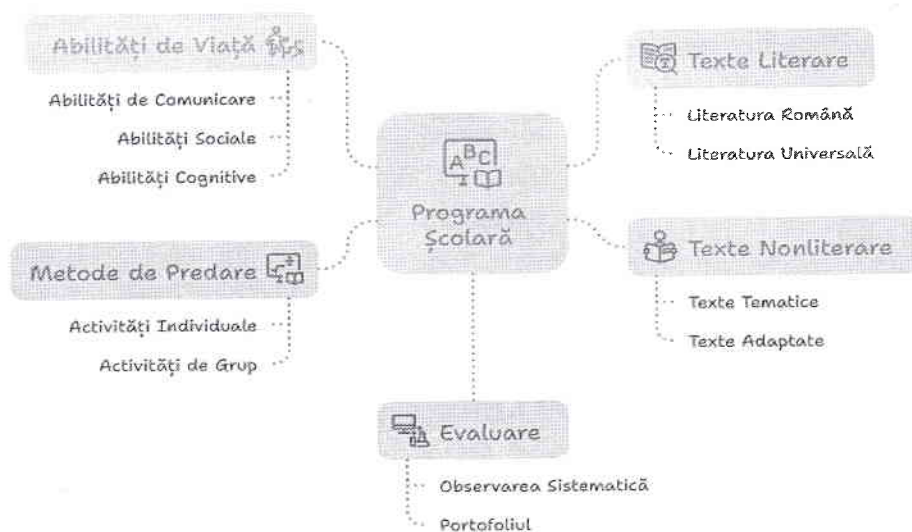 Abilități de Viață
Abilități de Comunicare
Abilități Sociale
Abilități Cognitive
Metode de Predare
Activități Individuale
Activități de Grup
ABC
Programa
Școlară
Texte Literare
Literatura Română
Literatura Universală
Texte Nonliterare
Texte Tematice
Texte Adaptate
Evaluare
Observarea Sistematică
Portofoliul